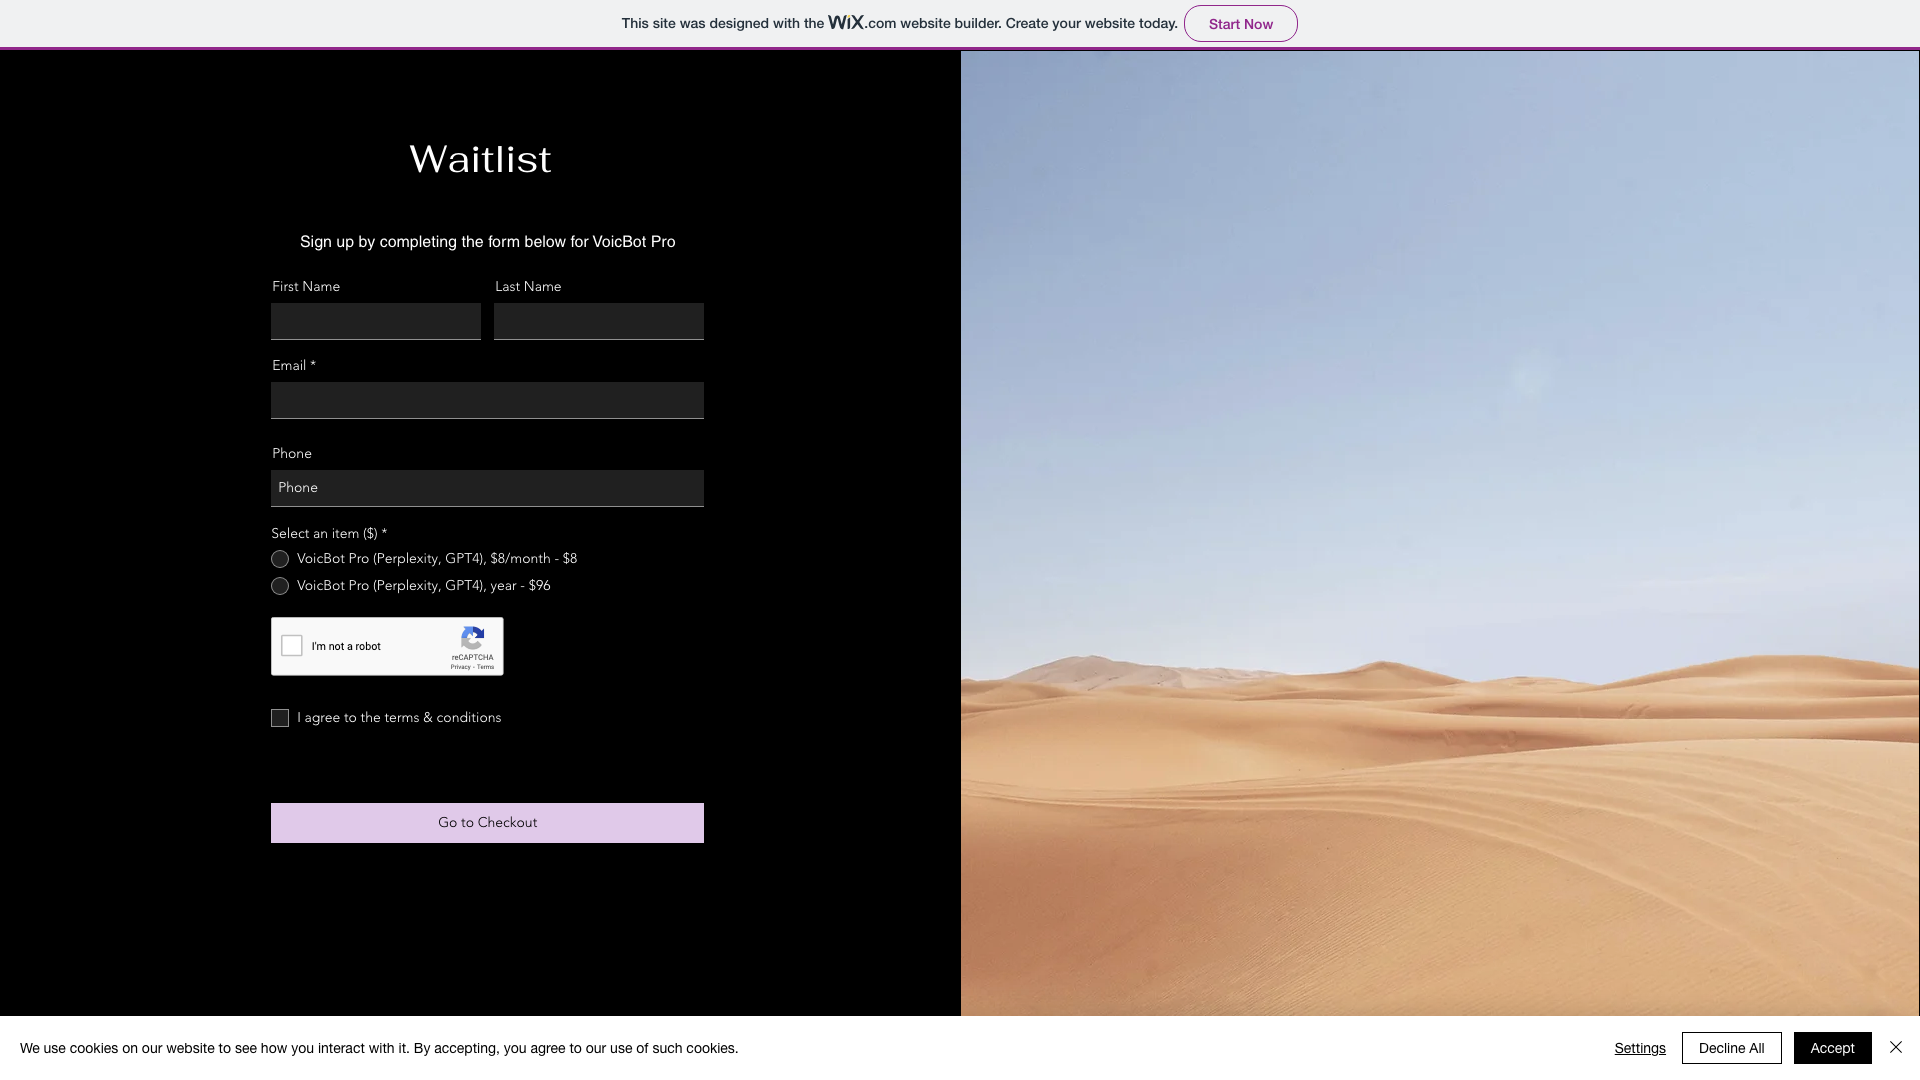 This site was designed with the WiX.com website builder. Create your website today. Start Now
Waitlist
Sign up by completing the form below for VoicBot Pro
First Name Last Name
Email *
Phone
Phone
Select an item ($) *
VoicBot Pro (Perplexity, GPT4), $8/month - $8
VoicBot Pro (Perplexity, GPT4), year - $96
I'm not a robot
reCAPTCHA
Privacy - Terms
I agree to the terms & conditions
Go to Checkout
We use cookies on our website to see how you interact with it. By accepting, you agree to our use of such cookies. Settings Decline All Accept